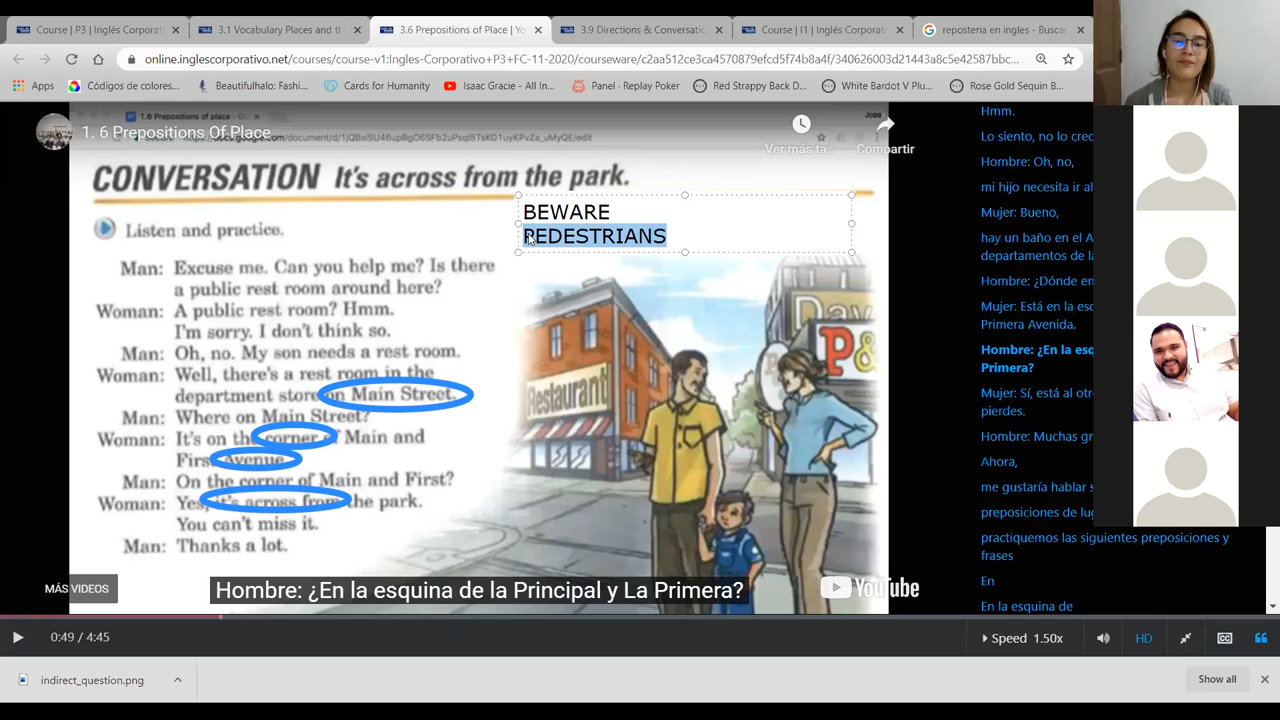 Course | P3 | Inglés Corporat
3.1 Vocabulary Places and th
3.6 Prepositions of Place | Yo
3.9 Directions & Conversati
Course | I1 | Inglés Corporati
reposteria en ingles - Buscar
online.inglescorporativo.net/courses/course-v1:Ingles-Corporativo+P3+FC-11-2020/courseware/c2aa512ce3ca4570879e8cd5f74b8a4f/340626003d21443a8c5e42587bbc...
Apps
Códigos de colores...
Beautifulhalo: Fashi...
Cards for Humanity
Isaac Gracie - All In...
Panel · Replay Poker
Red Strappy Back D...
White Bardot V Plu...
Rose Gold Sequin B...
1. 6 Prepositions Of Place
Ver más ta...
Compartir
CONVERSATION It's across from the park.
BEWARE
PEDESTRIANS
Listen and practice.
Man: Excuse me. Can you help me? Is there
a public rest room around here?
Woman: A public rest room? Hmm.
I'm sorry. I don't think so.
Man: Oh, no. My son needs a rest room.
Woman: Well, there's a rest room in the
department store on Main Street.
Man: Where on Main Street?
Woman: It's on the corner of Main and
First Avenue.
Man: On the corner of Main and First?
Woman: Yes, it's across from the park.
You can't miss it.
Man: Thanks a lot.
Restaurant
Dav
P&
MÁS VIDEOS
Hombre: ¿En la esquina de la Principal y La Primera?
YouTube
0:49 / 4:45
Speed 1.50x
HD
Hmm.
Lo siento, no lo crec
Hombre: Oh, no,
mi hijo necesita ir al
Mujer: Bueno,
hay un baño en el A
departamentos de la
Hombre: ¿Dónde en
Mujer: Está en la esq
Primera Avenida.
Hombre: ¿En la esq
Primera?
Mujer: Sí, está al otr
pierdes.
Hombre: Muchas gr
Ahora,
me gustaría hablar s
preposiciones de lug
practiquemos las siguientes preposiciones y
frases
En
En la esquina de
indirect_question.png
Show all